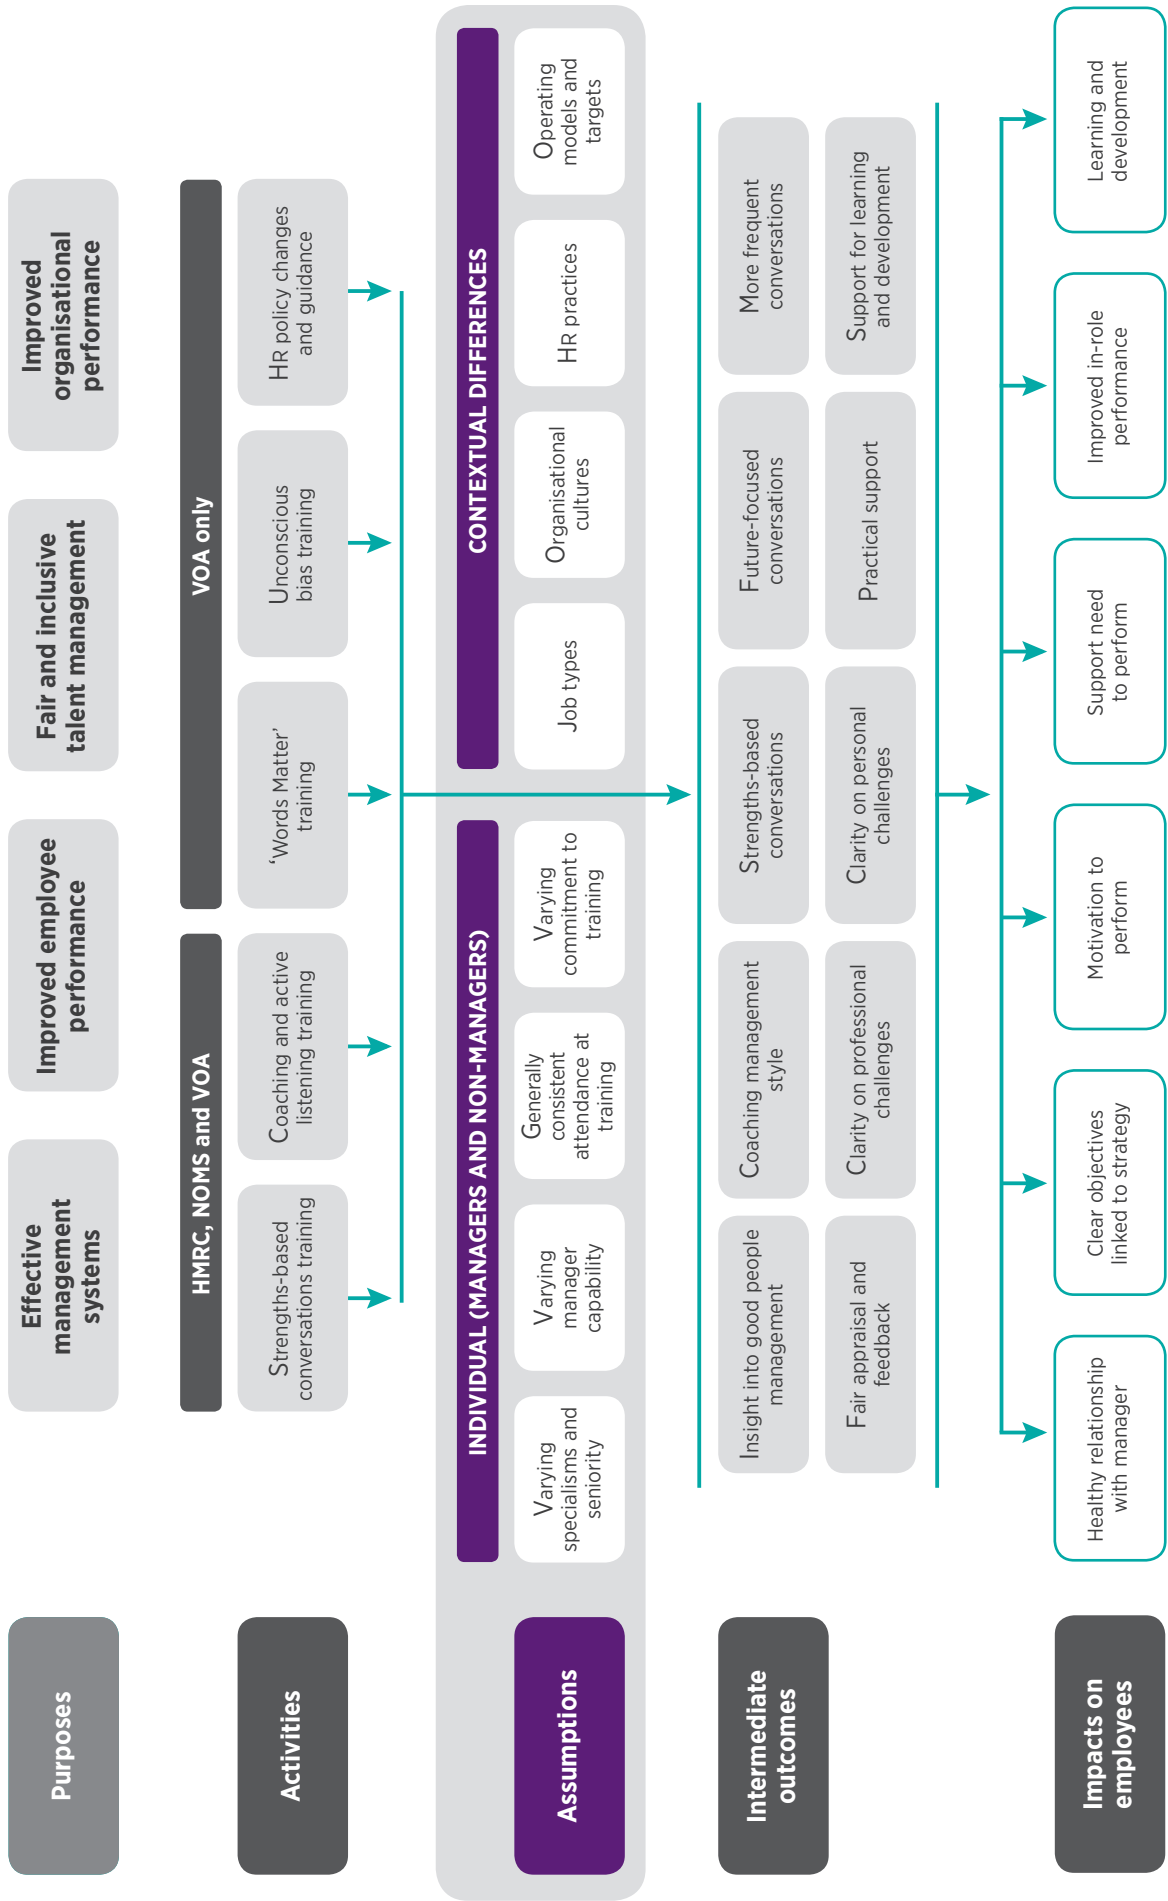 Purposes
Effective
management
systems
Improved employee
performance
Fair and inclusive
talent management
Improved
organisational
performance
HMRC, NOMS and VOA
VOA only
Activities
Strengths-based
conversations training
Coaching and active
listening training
‘Words Matter’
training
Unconscious
bias training
HR policy changes
and guidance
INDIVIDUAL (MANAGERS AND NON-MANAGERS)
CONTEXTUAL DIFFERENCES
Assumptions
Varying
specialisms and
seniority
Varying
manager
capability
Generally
consistent
attendance at
training
Varying
commitment to
training
Job types
Organisational
cultures
HR practices
Operating
models and
targets
Intermediate
outcomes
Insight into good people
management
Coaching management
style
Strengths-based
conversations
Future-focused
conversations
More frequent
conversations
Fair appraisal and
feedback
Clarity on professional
challenges
Clarity on personal
challenges
Practical support
Support for learning
and development
Impacts on
employees
Healthy relationship
with manager
Clear objectives
linked to strategy
Motivation to
perform
Support need
to perform
Improved in-role
performance
Learning and
development